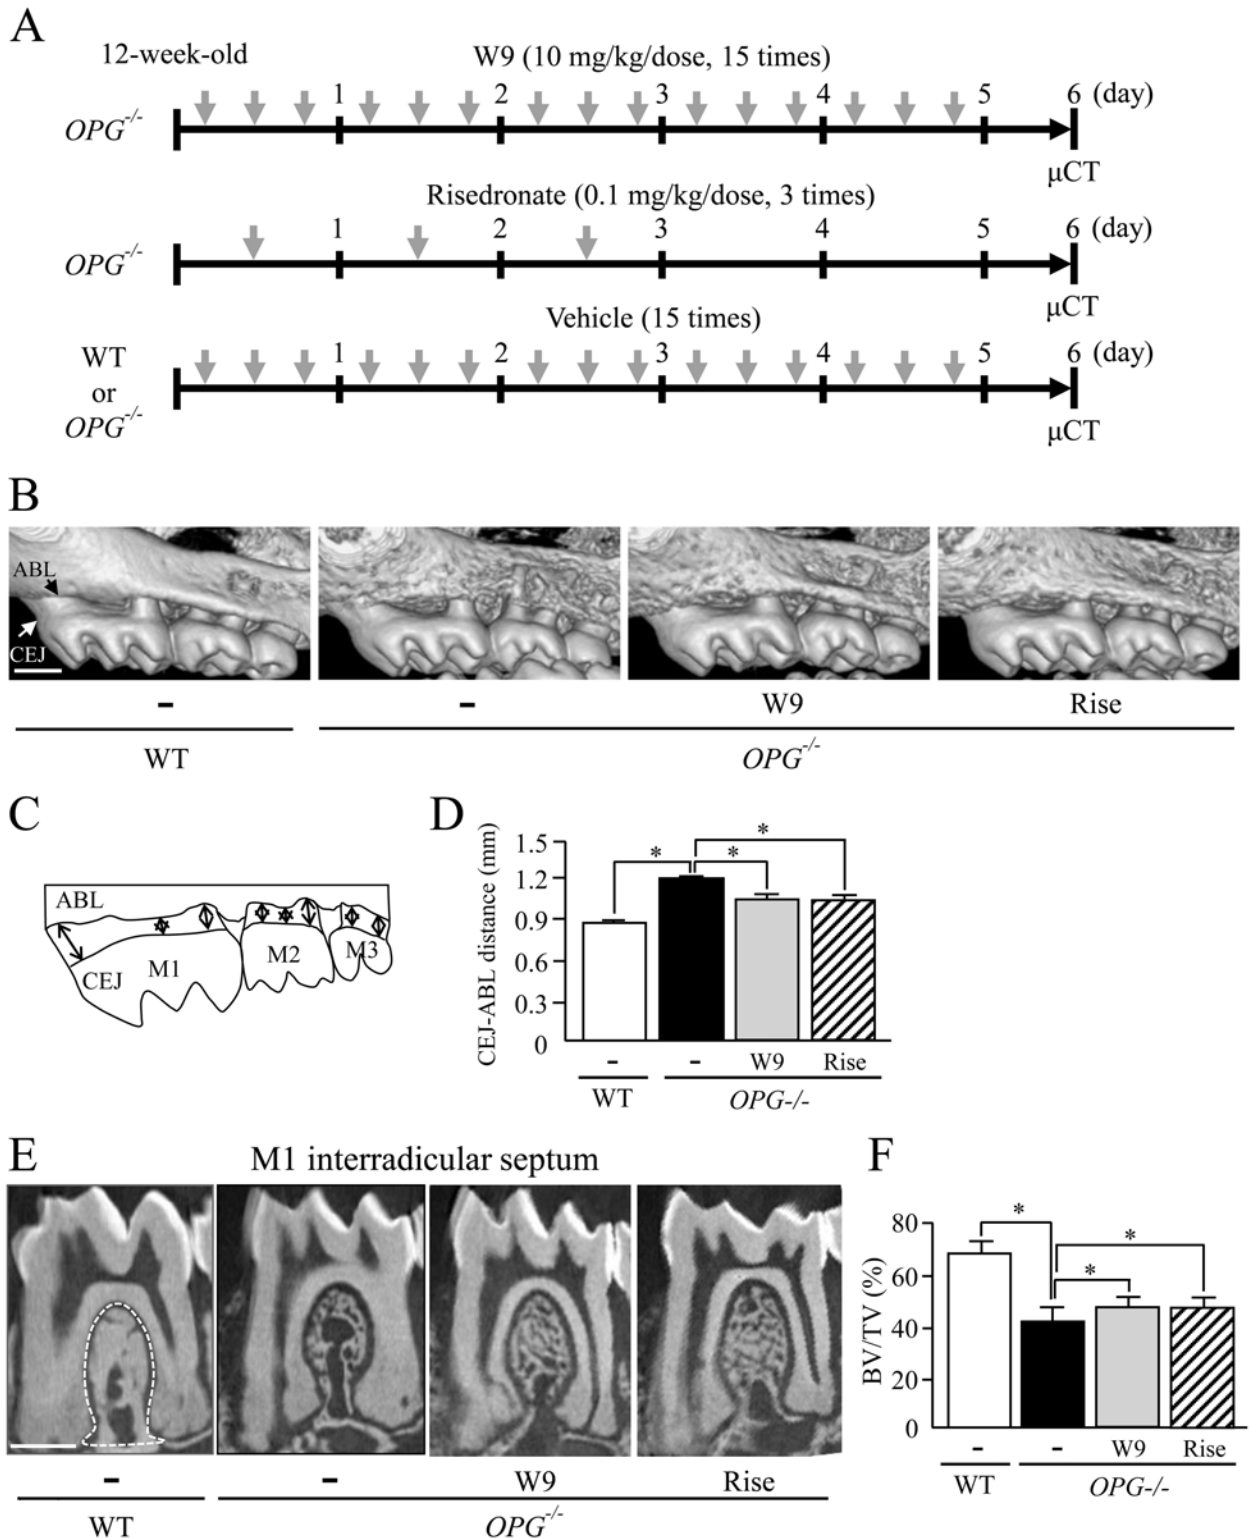 A
12-week-old
W9 (10 mg/kg/dose, 15 times)
1 2 3 4 5 6 (day)
OPG-/-
μCT
Risedronate (0.1 mg/kg/dose, 3 times)
1 2 3 4 5 6 (day)
OPG-/-
μCT
Vehicle (15 times)
1 2 3 4 5 6 (day)
WT
or
OPG-/-
μCT
B
ABL
CEJ
- - W9 Rise
WT OPG-/-
C
ABL
CEJ M1 M2 M3
D
CEJ-ABL distance (mm)
1.5
1.2
0.9
0.6
0.3
0
* * *
- - W9 Rise
WT OPG-/-
E
M1 interradicular septum
- - W9 Rise
WT OPG-/-
F
BV/TV (%)
80
60
40
20
0
* * *
- - W9 Rise
WT OPG-/-